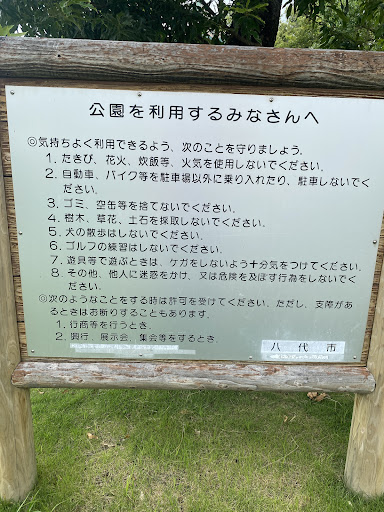 公園を利用するみなさんへ
◎気持ちよく利用できるよう、次のことを守りましょう。
1. たきび、花火、炊飯等、火気を使用しないでください。
2. 自動車、バイク等を駐車場以外に乗り入れたり、駐車しないでく
ださい。
3. ゴミ、空缶等を捨てないでください。
4. 樹木、草花、土石を採取しないでください。
5. 犬の散歩はしないでください。
6. ゴルフの練習はしないでください。
7. 遊具等で遊ぶときは、ケガをしないよう十分気をつけてください。
8. その他、他人に迷惑をかけ、又は危険を及ぼす行為をしないでく
ださい。
◎次のようなことをする時は許可を受けてください。ただし、支障があ
るときはお断りすることもあります。
1. 行商等を行うとき。
2. 興行、展示会、集会等をするとき。
八代市